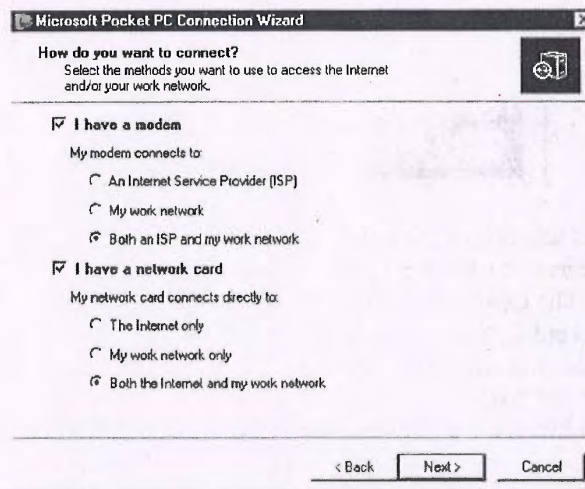 Microsoft Pocket PC Connection Wizard
How do you want to connect?
Select the methods you want to use to access the Internet
and/or your work network.
I have a modem
My modem connects to:
An Internet Service Provider (ISP)
My work network
Both an ISP and my work network
I have a network card
My network card connects directly to:
The Internet only
My work network only
Both the Internet and my work network
< Back Next > Cancel